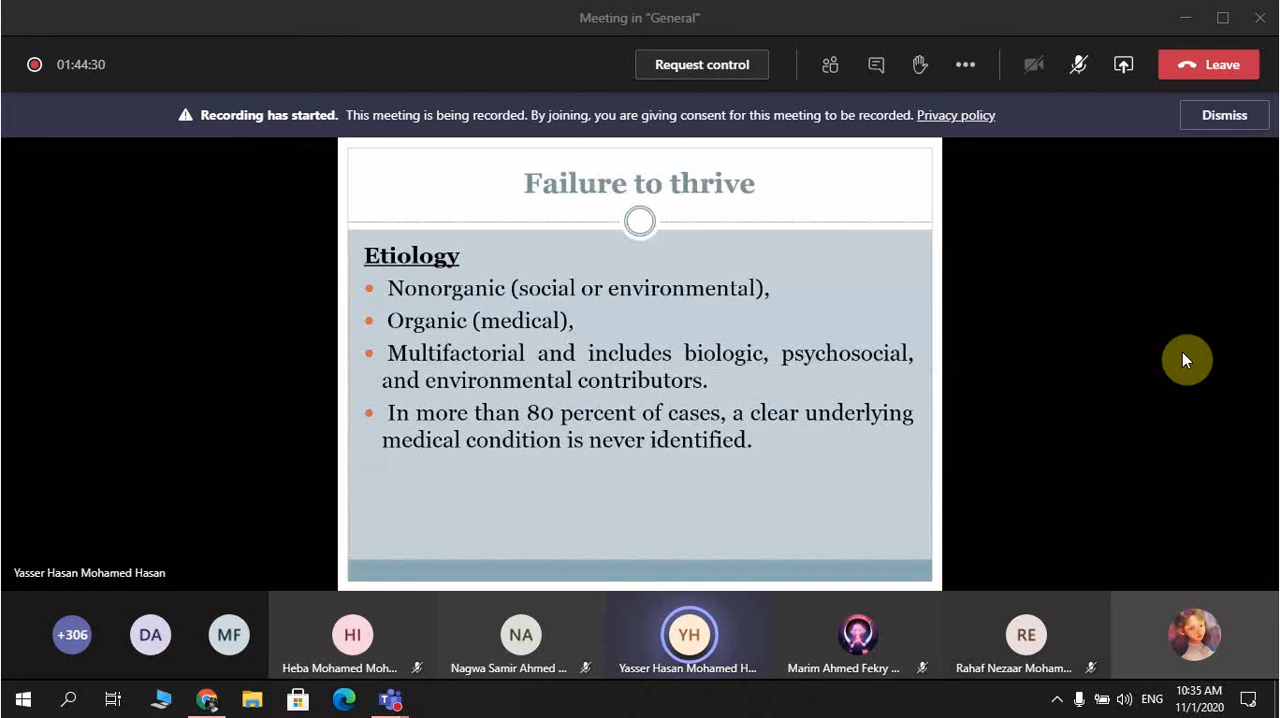 Meeting in "General"
01:44:30
Request control
Leave
Recording has started. This meeting is being recorded. By joining, you are giving consent for this meeting to be recorded. Privacy policy
Dismiss
Failure to thrive
Etiology
Nonorganic (social or environmental),
Organic (medical),
Multifactorial and includes biologic, psychosocial,
and environmental contributors.
In more than 80 percent of cases, a clear underlying
medical condition is never identified.
Yasser Hasan Mohamed Hasan
+306
DA
MF
HI
NA
YH
RE
Heba Mohamed Moh...
Nagwa Samir Ahmed ...
Yasser Hasan Mohamed H...
Marim Ahmed Fekry ...
Rahaf Nezaar Moham...
ENG
10:35 AM
11/1/2020